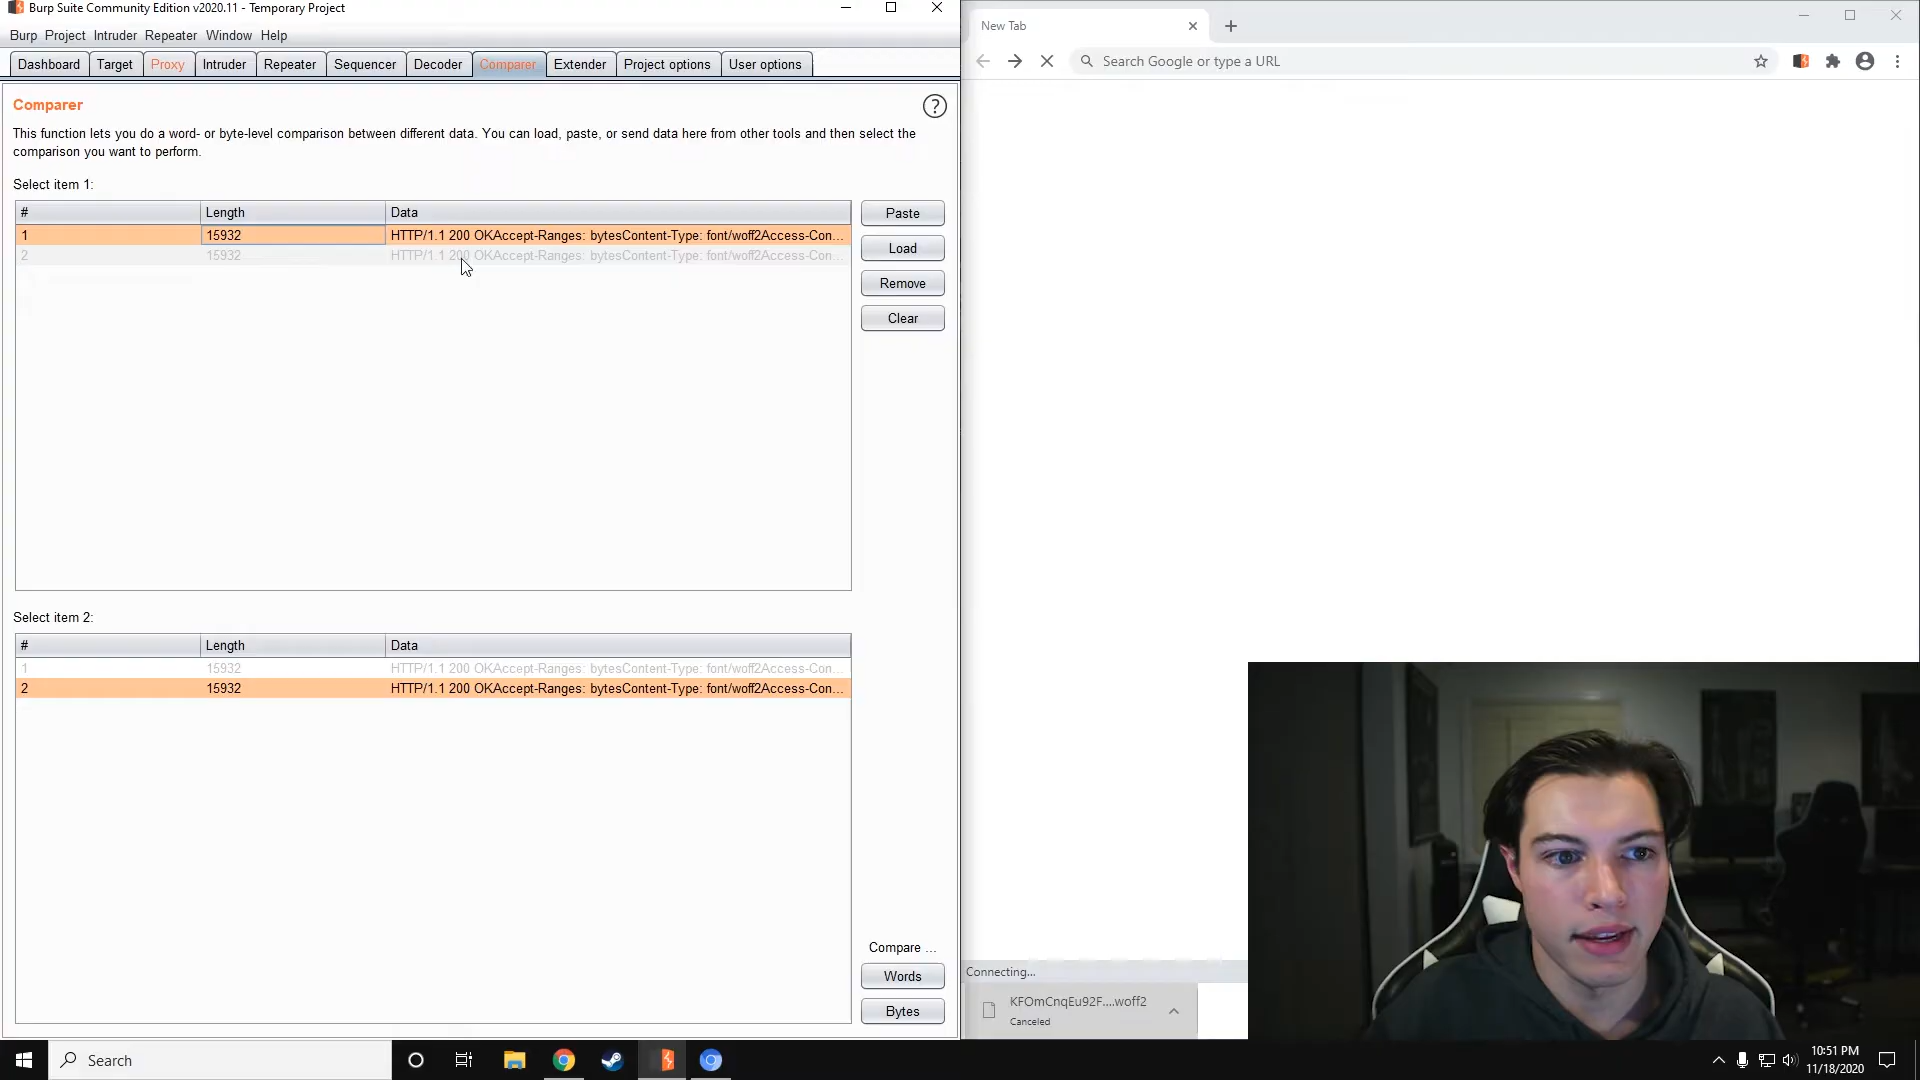 Burp Suite Community Edition v2020.11 - Temporary Project
Burp Project Intruder Repeater Window Help
Dashboard Target Proxy Intruder Repeater Sequencer Decoder Comparer Extender Project options User options
Comparer
?
This function lets you do a word- or byte-level comparison between different data. You can load, paste, or send data here from other tools and then select the
comparison you want to perform.
Select item 1:
# Length Data
1 15932 HTTP/1.1 200 OKAccept-Ranges: bytesContent-Type: font/woff2Access-Con...
2 15932 HTTP/1.1 200 OKAccept-Ranges: bytesContent-Type: font/woff2Access-Con...
Paste
Load
Remove
Clear
Select item 2:
# Length Data
1 15932 HTTP/1.1 200 OKAccept-Ranges: bytesContent-Type: font/woff2Access-Con...
2 15932 HTTP/1.1 200 OKAccept-Ranges: bytesContent-Type: font/woff2Access-Con...
Compare ...
Words
Bytes
New Tab
Search Google or type a URL
Connecting...
KFOmCnqEu92F....woff2
Canceled
Search
10:51 PM
11/18/2020